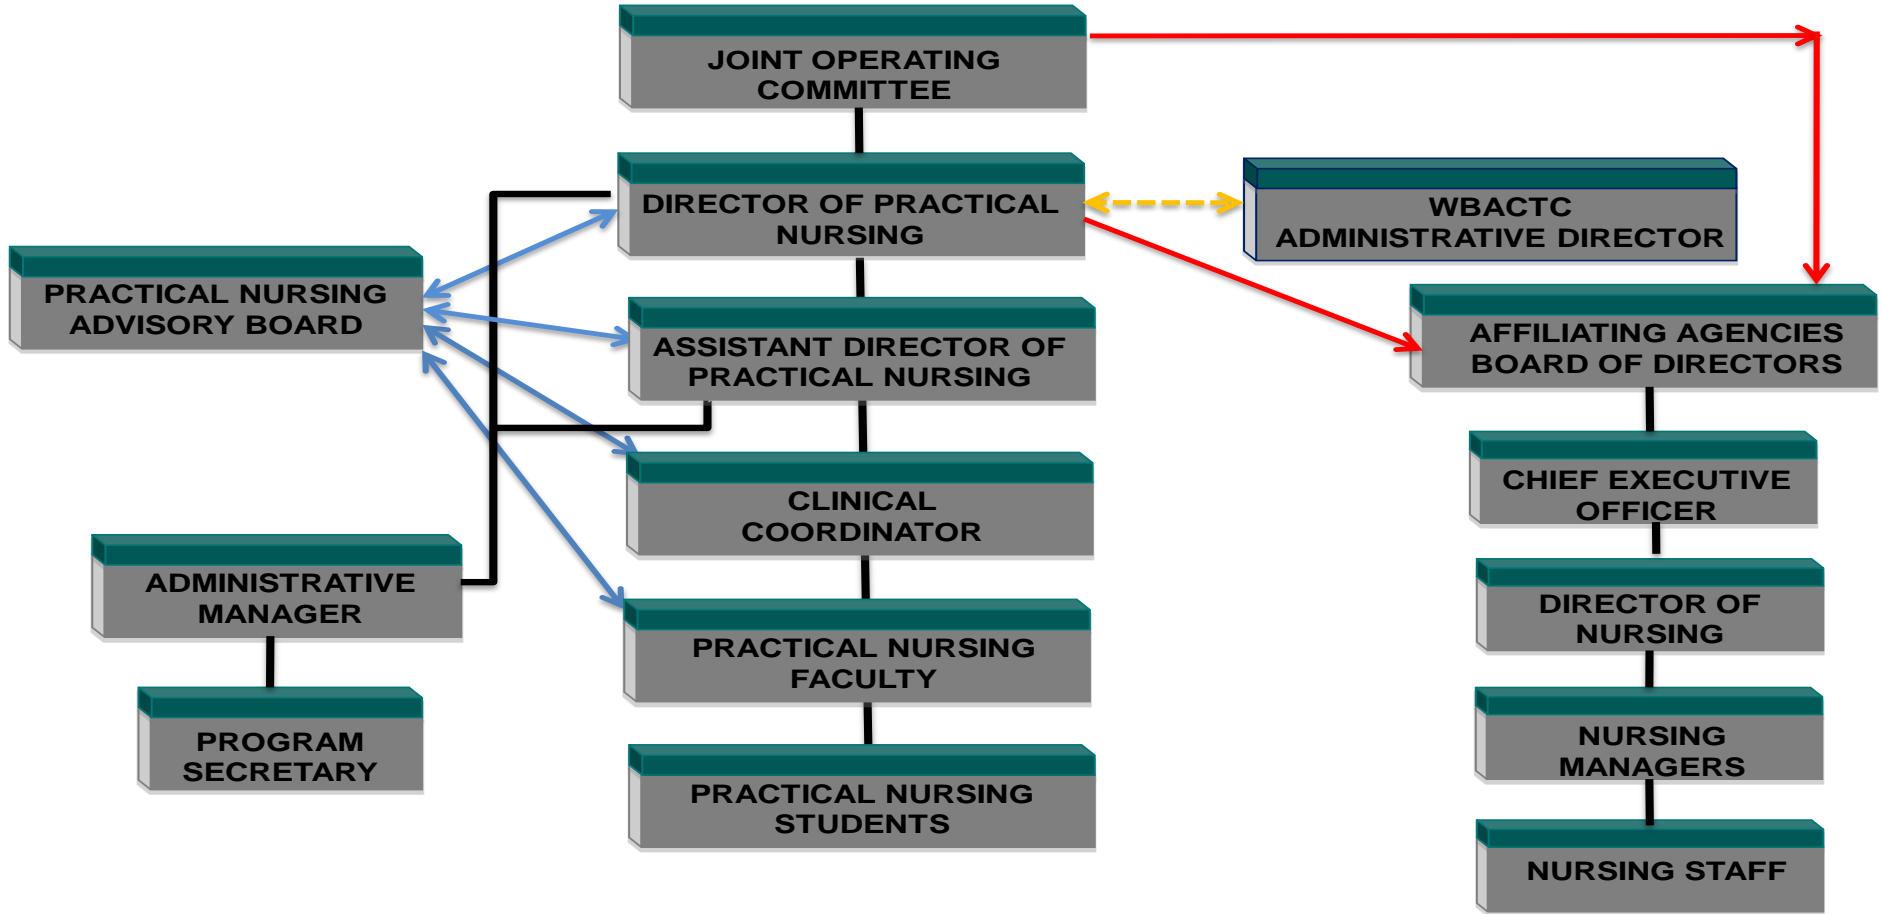 JOINT OPERATING
COMMITTEE
DIRECTOR OF PRACTICAL
NURSING
WBACTC
ADMINISTRATIVE DIRECTOR
PRACTICAL NURSING
ADVISORY BOARD
ASSISTANT DIRECTOR OF
PRACTICAL NURSING
AFFILIATING AGENCIES
BOARD OF DIRECTORS
CLINICAL
COORDINATOR
CHIEF EXECUTIVE
OFFICER
ADMINISTRATIVE
MANAGER
DIRECTOR OF
NURSING
PRACTICAL NURSING
FACULTY
PROGRAM
SECRETARY
NURSING
MANAGERS
PRACTICAL NURSING
STUDENTS
NURSING STAFF